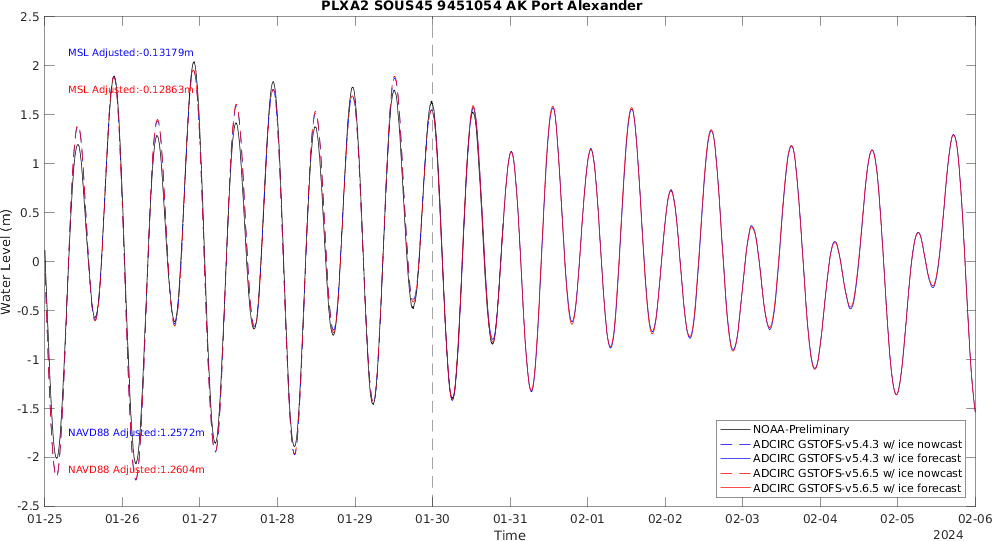 PLXA2 SOUS45 9451054 AK Port Alexander
2.5
2
1.5
1
0.5
0
-0.5
-1
-1.5
-2
-2.5
Water Level (m)
MSL Adjusted:-0.13179m
MSL Adjusted:-0.12863m
NAVD88 Adjusted:1.2572m
NAVD88 Adjusted:1.2604m
NOAA-Preliminary
ADCIRC GSTOFS-v5.4.3 w/ ice nowcast
ADCIRC GSTOFS-v5.4.3 w/ ice forecast
ADCIRC GSTOFS-v5.6.5 w/ ice nowcast
ADCIRC GSTOFS-v5.6.5 w/ ice forecast
01-25 01-26 01-27 01-28 01-29 01-30 01-31 02-01 02-02 02-03 02-04 02-05 02-06
Time
2024